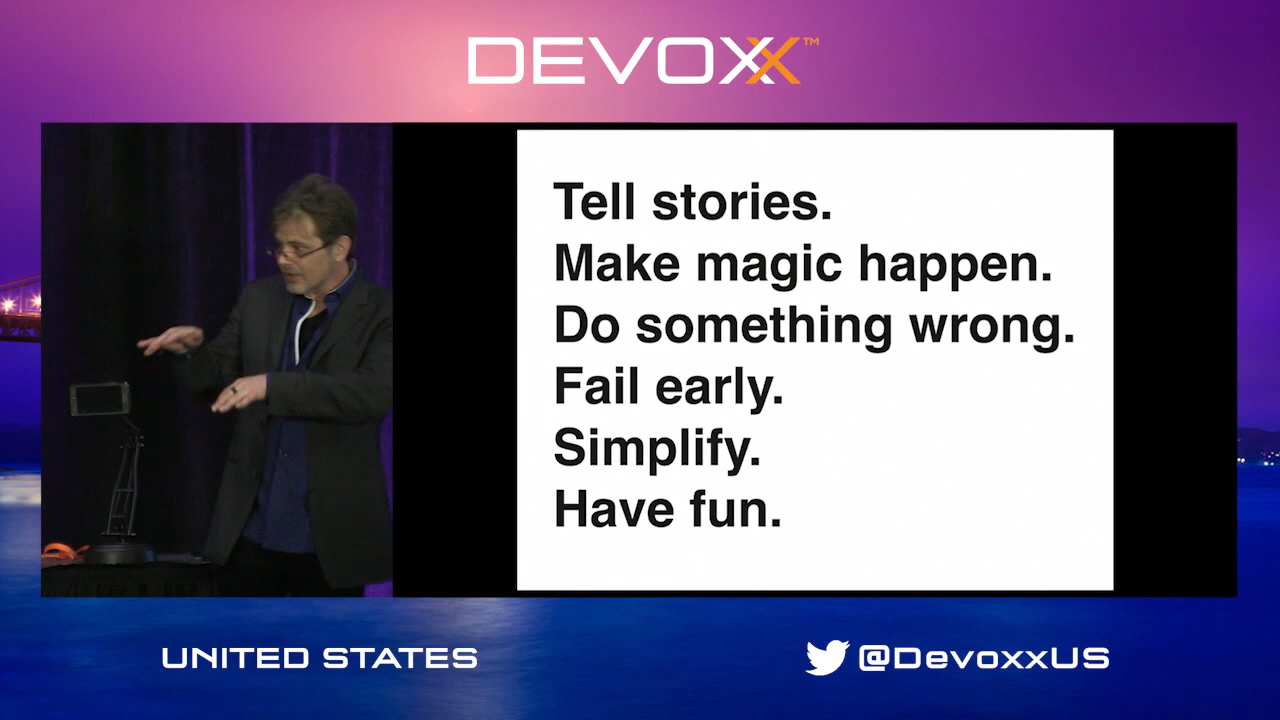 DEVOXX™
Tell stories.
Make magic happen.
Do something wrong.
Fail early.
Simplify.
Have fun.
UNITED STATES
@DevoxxUS